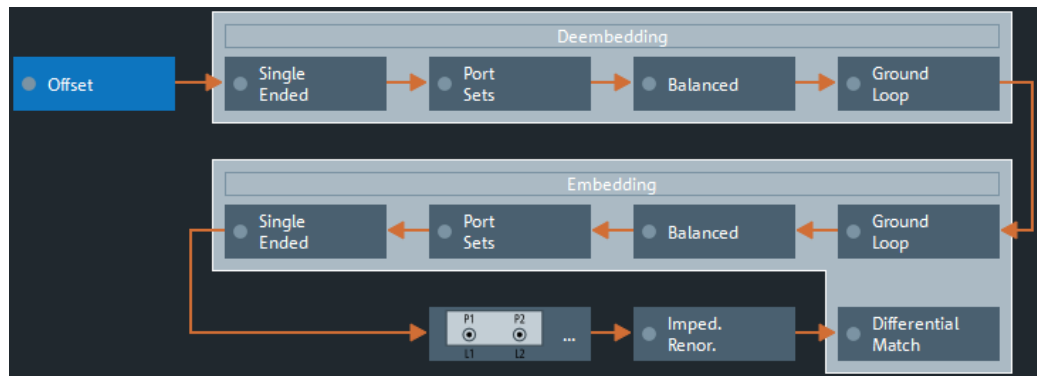 Deembedding
Offset
Single
Ended
Port
Sets
Balanced
Ground
Loop
Embedding
Single
Ended
Port
Sets
Balanced
Ground
Loop
P1 P2
...
L1 L2
Imped.
Renor.
Differential
Match